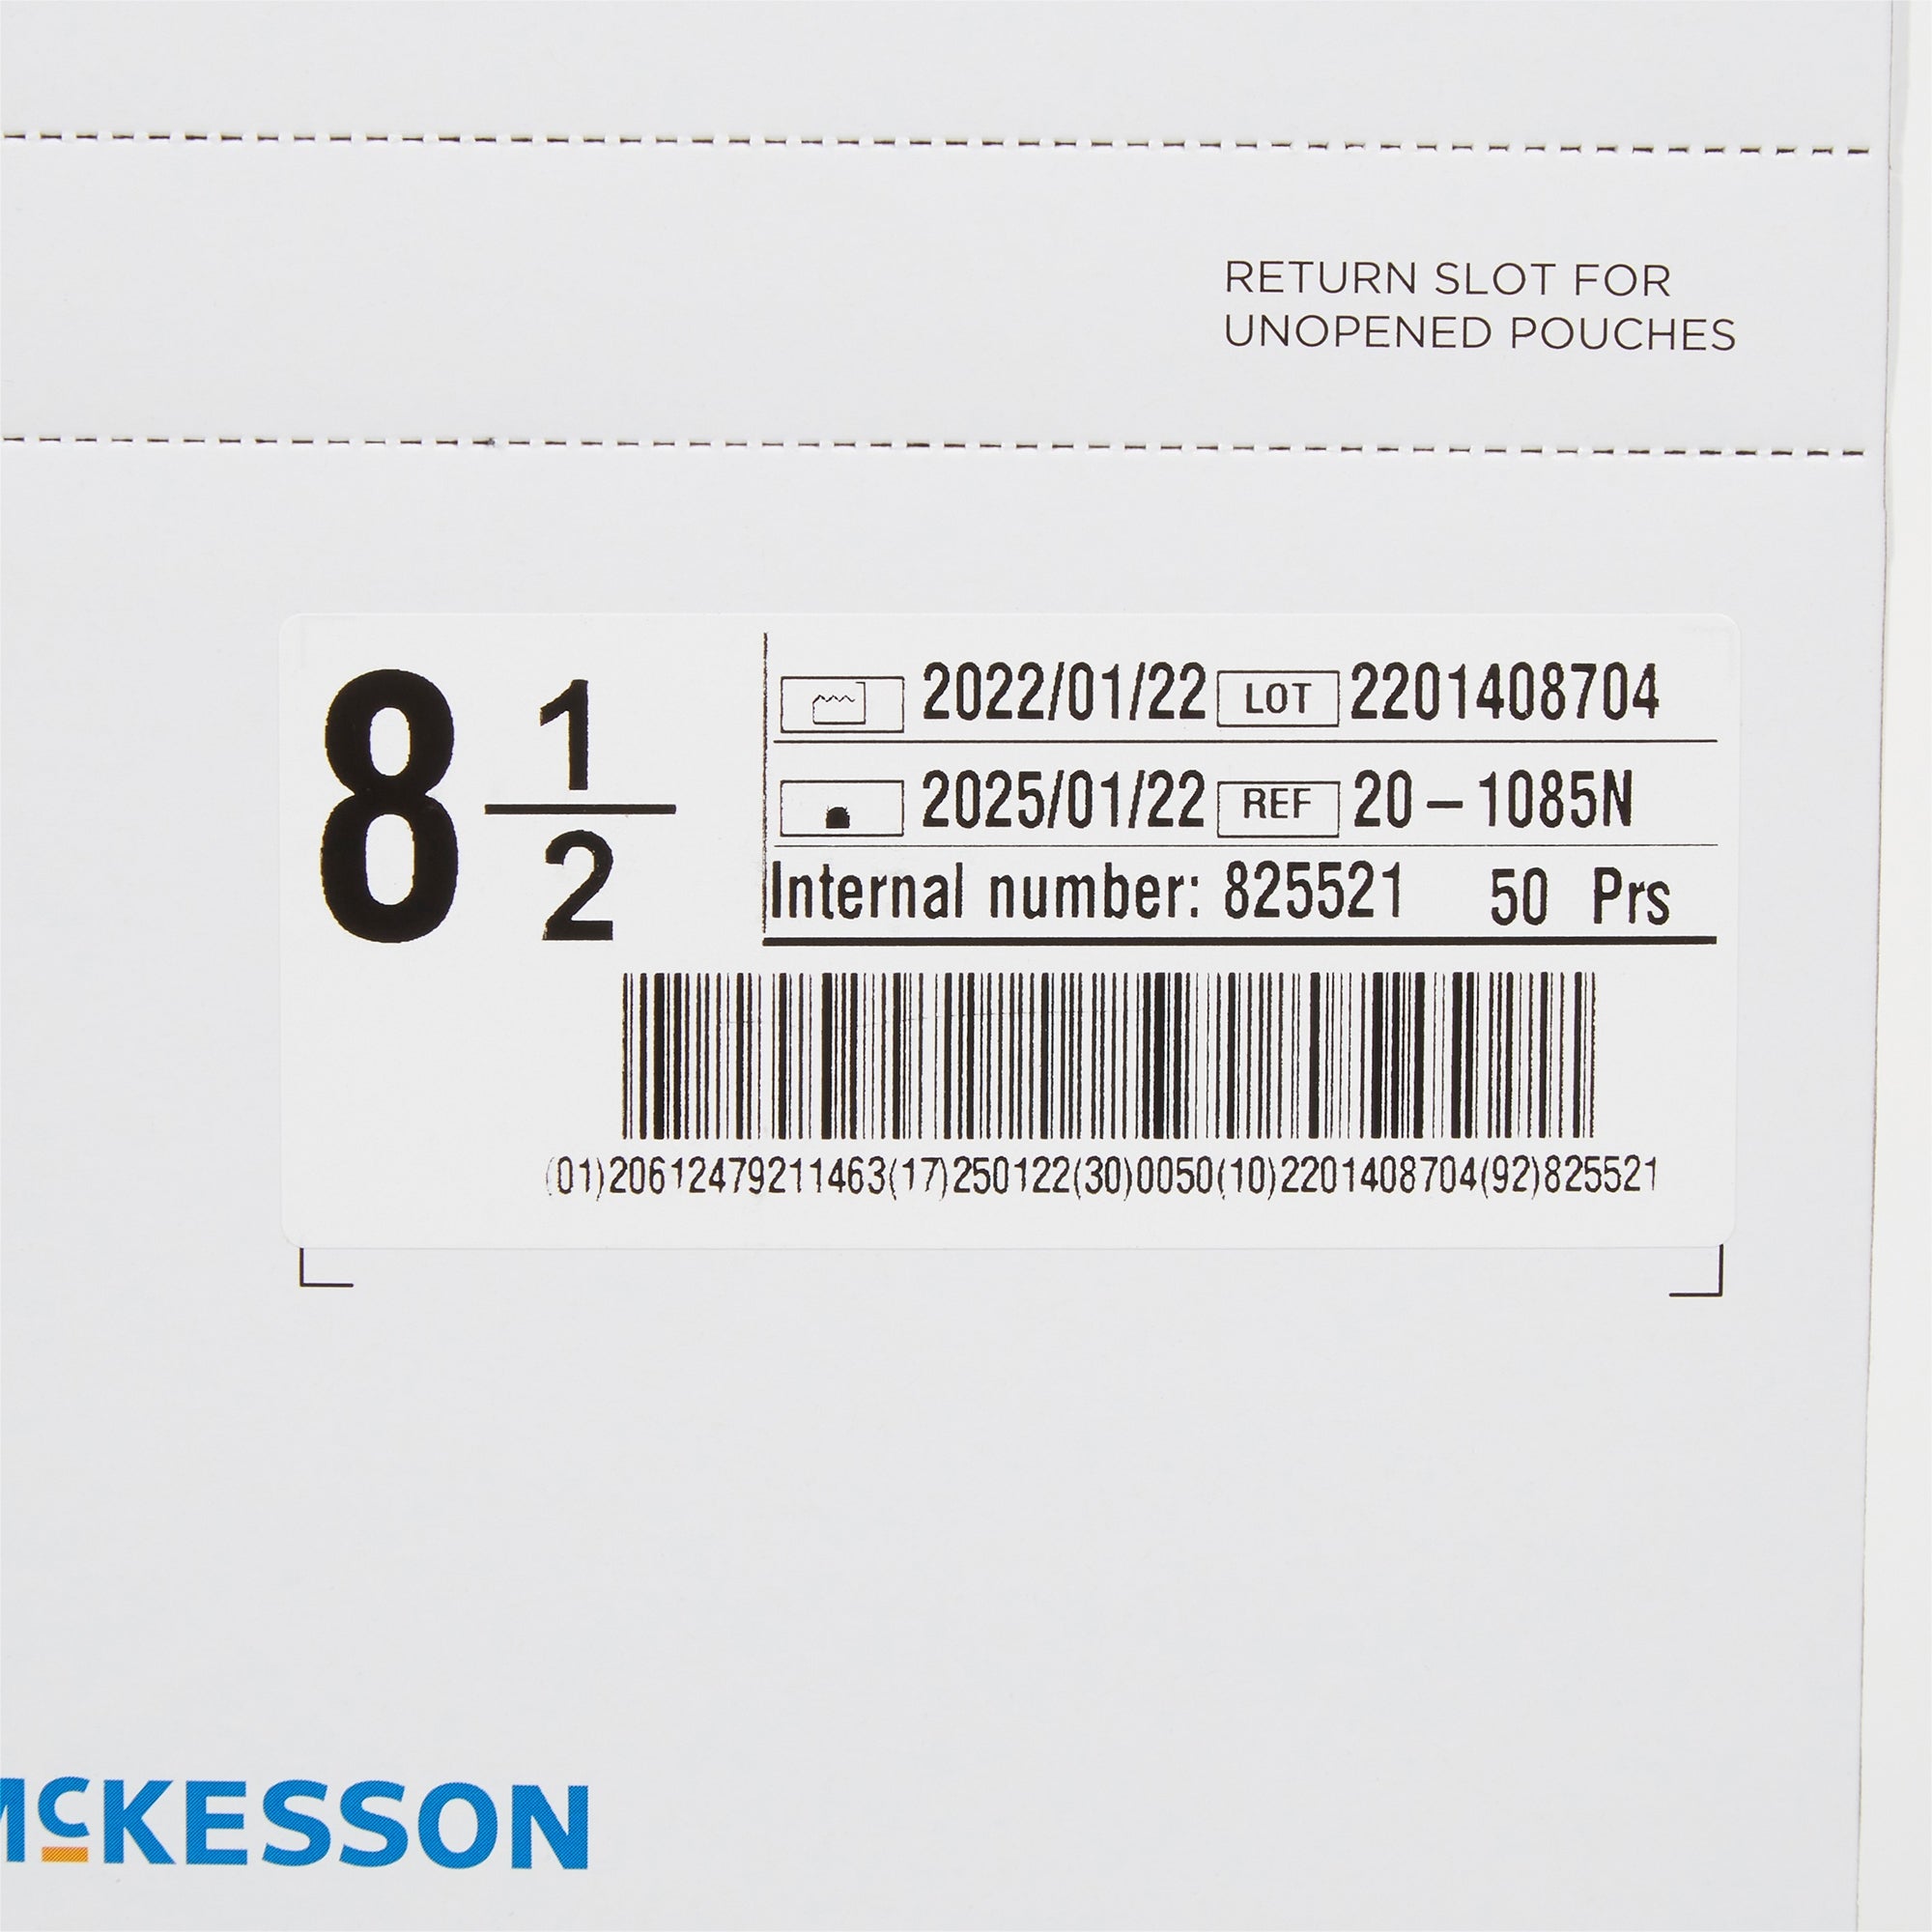 RETURN SLOT FOR
UNOPENED POUCHES
8 1/2
2022/01/22 LOT 2201408704
2025/01/22 REF 20-1085N
Internal number: 825521 50 Prs
(01)20612479211463(17)250122(30)0050(10)2201408704(92)825521
McKESSON